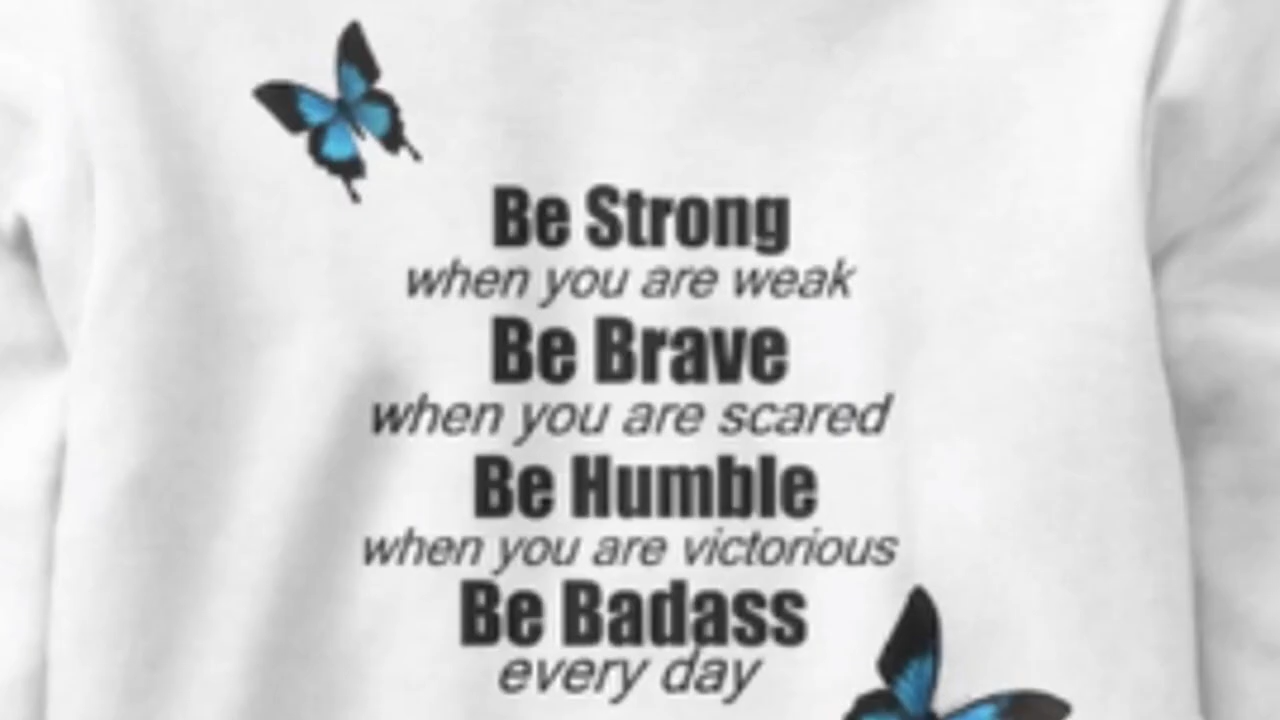 Be Strong
when you are weak
Be Brave
when you are scared
Be Humble
when you are victorious
Be Badass
every day